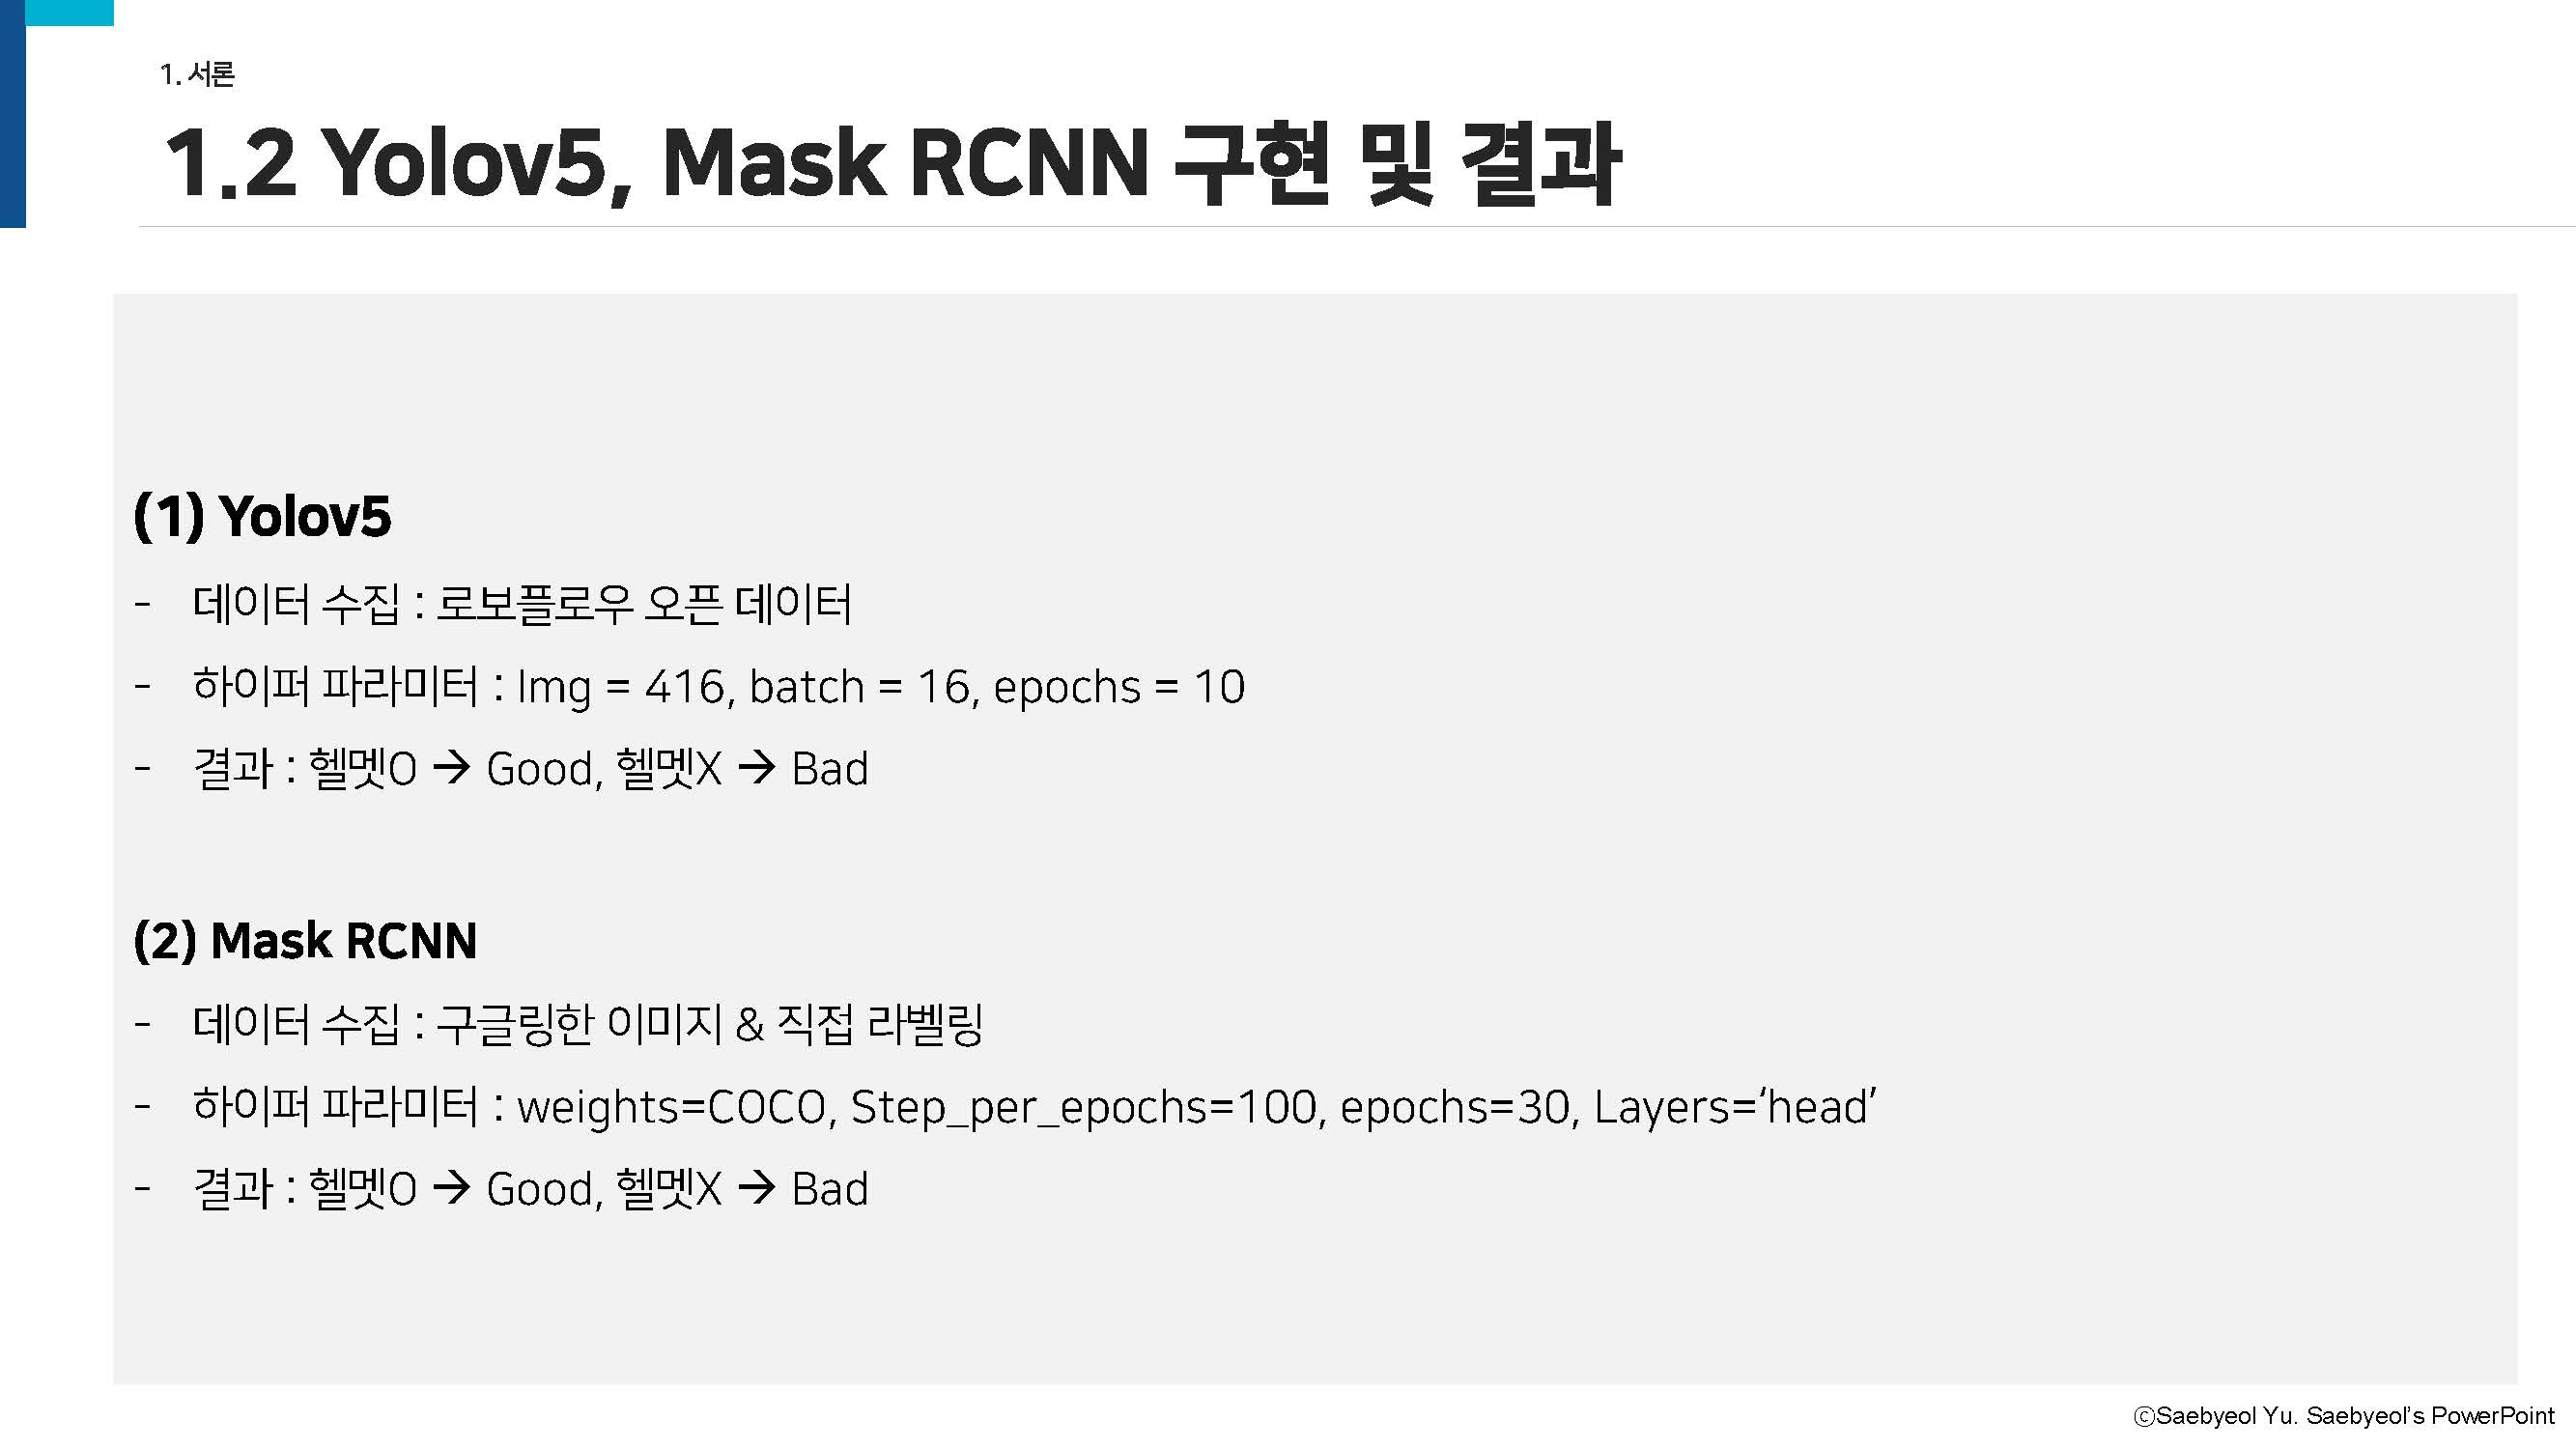 1. 서론
1.2 Yolov5, Mask RCNN 구현 및 결과
(1) Yolov5
- 데이터 수집 : 로보플로우 오픈 데이터
- 하이퍼 파라미터 : Img = 416, batch = 16, epochs = 10
- 결과 : 헬멧O → Good, 헬멧X → Bad
(2) Mask RCNN
- 데이터 수집 : 구글링한 이미지 & 직접 라벨링
- 하이퍼 파라미터 : weights=COCO, Step_per_epochs=100, epochs=30, Layers=‘head’
- 결과 : 헬멧O → Good, 헬멧X → Bad
ⓒSaebyeol Yu. Saebyeol’s PowerPoint